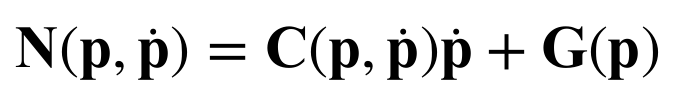 𝐍(𝐩, 𝐩̇) = 𝐂(𝐩, 𝐩̇)𝐩̇ + 𝐆(𝐩)